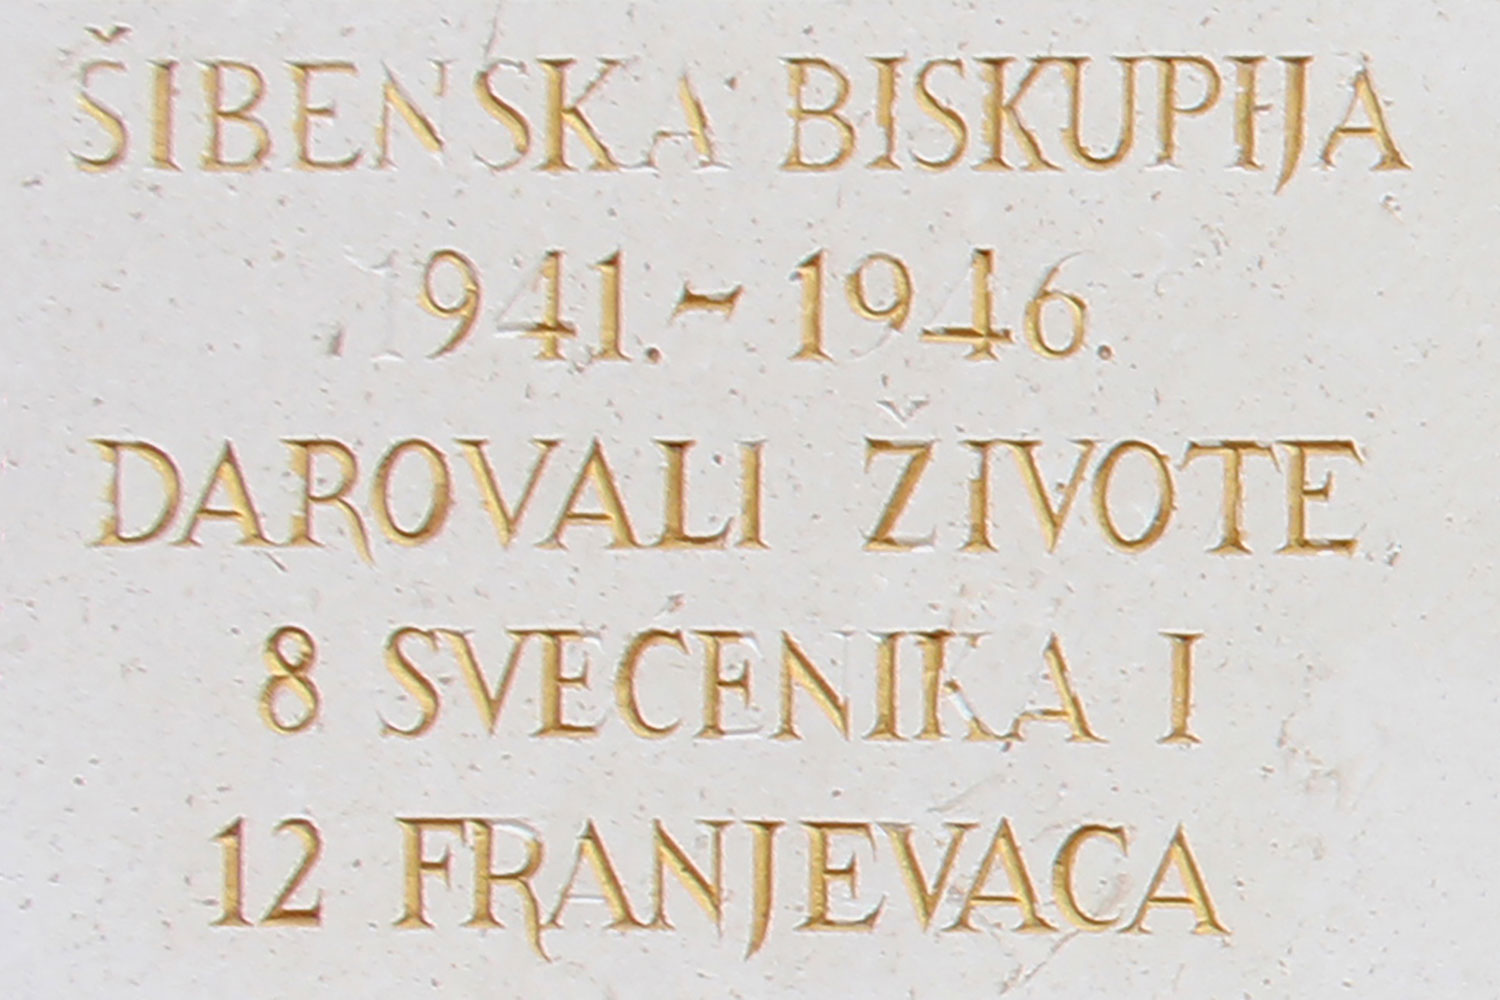 ŠIBENSKA BISKUPIJA
1941.-1946.
DAROVALI ŽIVOTE
8 SVEĆENIKA I
12 FRANJEVACA